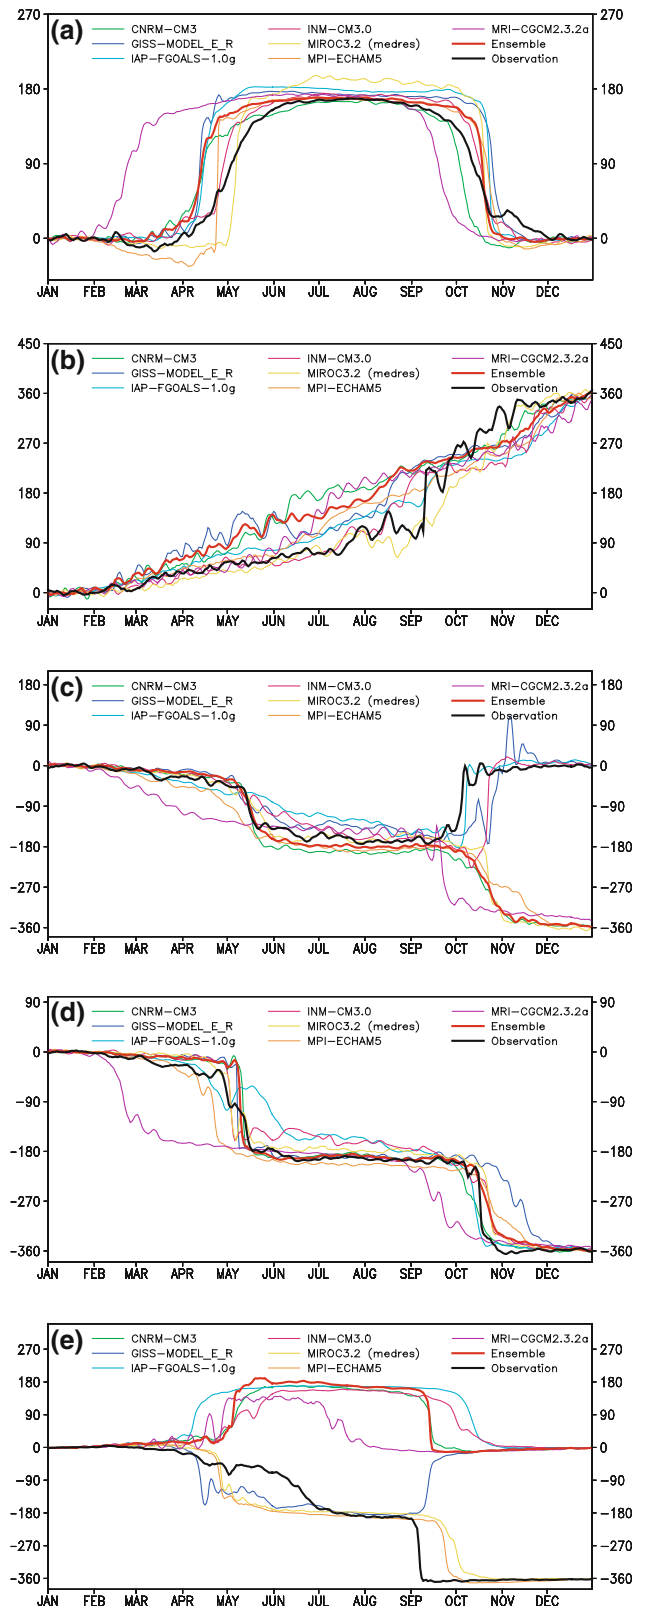 (a)
CNRM-CM3 INM-CM3.0 MRI-CGCM2.3.2a
GISS-MODEL_E_R MIROC3.2 (medres) Ensemble
IAP-FGOALS-1.0g MPI-ECHAM5 Observation
270 270
180 180
90 90
0 0
JAN FEB MAR APR MAY JUN JUL AUG SEP OCT NOV DEC
(b)
CNRM-CM3 INM-CM3.0 MRI-CGCM2.3.2a
GISS-MODEL_E_R MIROC3.2 (medres) Ensemble
IAP-FGOALS-1.0g MPI-ECHAM5 Observation
450 450
360 360
270 270
180 180
90 90
0 0
JAN FEB MAR APR MAY JUN JUL AUG SEP OCT NOV DEC
(c)
CNRM-CM3 INM-CM3.0 MRI-CGCM2.3.2a
GISS-MODEL_E_R MIROC3.2 (medres) Ensemble
IAP-FGOALS-1.0g MPI-ECHAM5 Observation
180 180
90 90
0 0
-90 -90
-180 -180
-270 -270
-360 -360
JAN FEB MAR APR MAY JUN JUL AUG SEP OCT NOV DEC
(d)
CNRM-CM3 INM-CM3.0 MRI-CGCM2.3.2a
GISS-MODEL_E_R MIROC3.2 (medres) Ensemble
IAP-FGOALS-1.0g MPI-ECHAM5 Observation
90 90
0 0
-90 -90
-180 -180
-270 -270
-360 -360
JAN FEB MAR APR MAY JUN JUL AUG SEP OCT NOV DEC
(e)
CNRM-CM3 INM-CM3.0 MRI-CGCM2.3.2a
GISS-MODEL_E_R MIROC3.2 (medres) Ensemble
IAP-FGOALS-1.0g MPI-ECHAM5 Observation
270 270
180 180
90 90
0 0
-90 -90
-180 -180
-270 -270
-360 -360
JAN FEB MAR APR MAY JUN JUL AUG SEP OCT NOV DEC